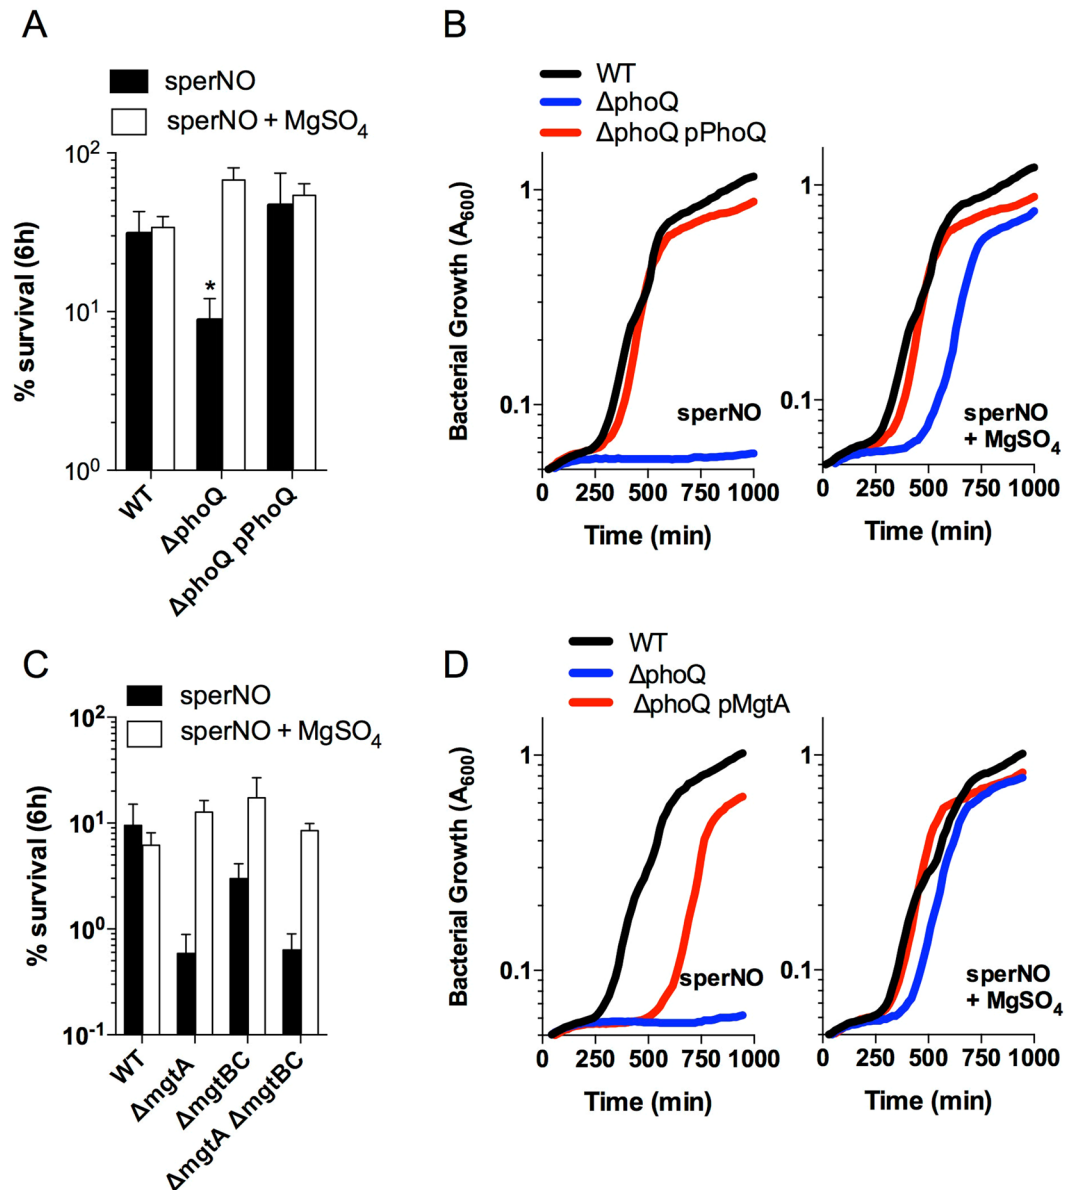 A
sperNO
sperNO + MgSO₄
% survival (6h)
10²
10¹
10⁰
*
WT
ΔphoQ
ΔphoQ pPhoQ
B
WT
ΔphoQ
ΔphoQ pPhoQ
Bacterial Growth (A₆₀₀)
1
0.1
sperNO
0 250 500 750 1000
Time (min)
1
0.1
sperNO
+ MgSO₄
0 250 500 750 1000
Time (min)
C
sperNO
sperNO + MgSO₄
% survival (6h)
10²
10¹
10⁰
10⁻¹
WT
ΔmgtA
ΔmgtBC
ΔmgtA ΔmgtBC
D
WT
ΔphoQ
ΔphoQ pMgtA
Bacterial Growth (A₆₀₀)
1
0.1
sperNO
0 250 500 750 1000
Time (min)
1
0.1
sperNO
+ MgSO₄
0 250 500 750 1000
Time (min)